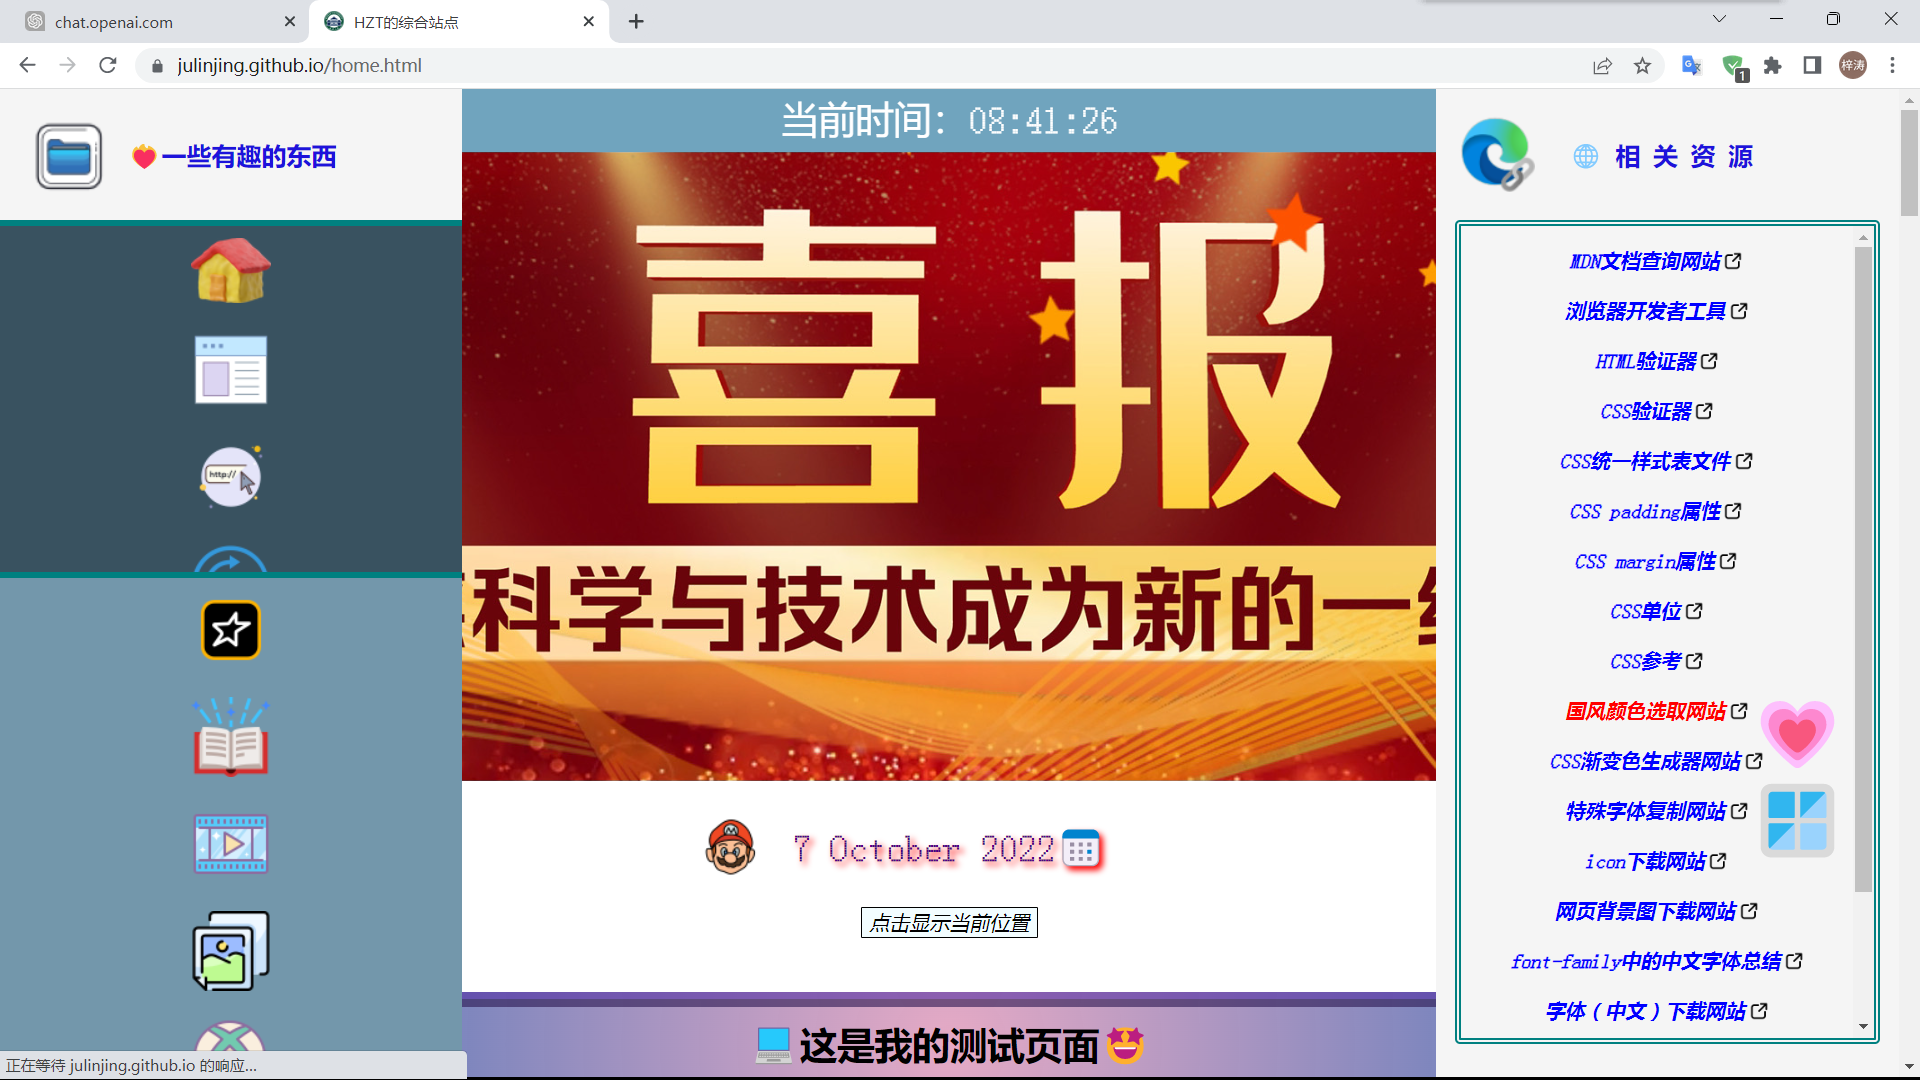 chat.openai.com
HZT的综合站点
julinjing.github.io/home.html
1
梓涛
一些有趣的东西
当前时间：08:41:26
相 关 资 源
http://
喜报
科学与技术成为新的一
7 October 2022
点击显示当前位置
这是我的测试页面
MDN文档查询网站
浏览器开发者工具
HTML验证器
CSS验证器
CSS统一样式表文件
CSS padding属性
CSS margin属性
CSS单位
CSS参考
国风颜色选取网站
CSS渐变色生成器网站
特殊字体复制网站
icon下载网站
网页背景图下载网站
font-family中的中文字体总结
字体（中文）下载网站
正在等待 julinjing.github.io 的响应...